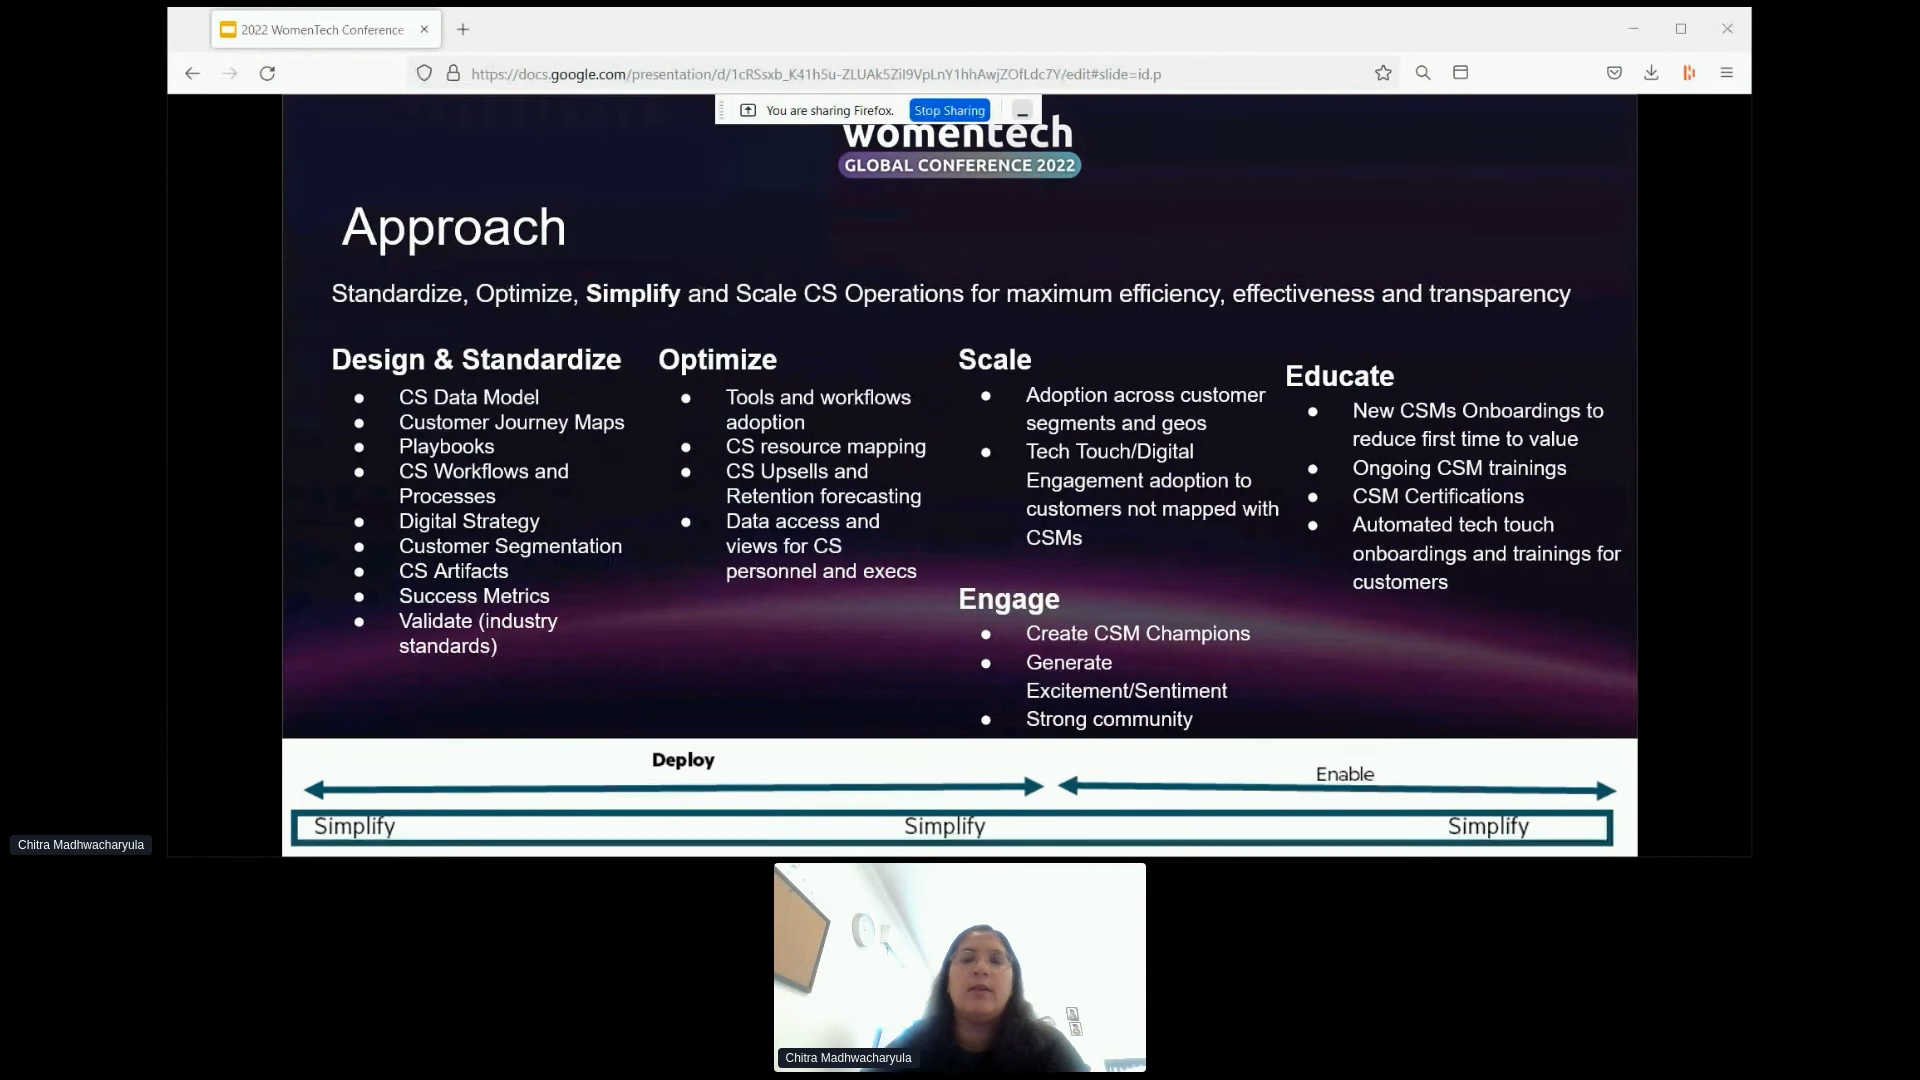 2022 WomenTech Conference
https://docs.google.com/presentation/d/1cRSsxb_K41h5u-ZLUAk5ZiI9VpLnY1hhAwjZOfLdc7Y/edit#slide=id.p
You are sharing Firefox. Stop Sharing
womentech
GLOBAL CONFERENCE 2022
Approach
Standardize, Optimize, Simplify and Scale CS Operations for maximum efficiency, effectiveness and transparency
Design & Standardize
● CS Data Model
● Customer Journey Maps
● Playbooks
● CS Workflows and
Processes
● Digital Strategy
● Customer Segmentation
● CS Artifacts
● Success Metrics
● Validate (industry
standards)
Optimize
● Tools and workflows
adoption
● CS resource mapping
● CS Upsells and
Retention forecasting
● Data access and
views for CS
personnel and execs
Scale
● Adoption across customer
segments and geos
● Tech Touch/Digital
Engagement adoption to
customers not mapped with
CSMs
Engage
● Create CSM Champions
● Generate
Excitement/Sentiment
● Strong community
Educate
● New CSMs Onboardings to
reduce first time to value
● Ongoing CSM trainings
● CSM Certifications
● Automated tech touch
onboardings and trainings for
customers
Deploy
Enable
Simplify Simplify Simplify
Chitra Madhwacharyula
Chitra Madhwacharyula